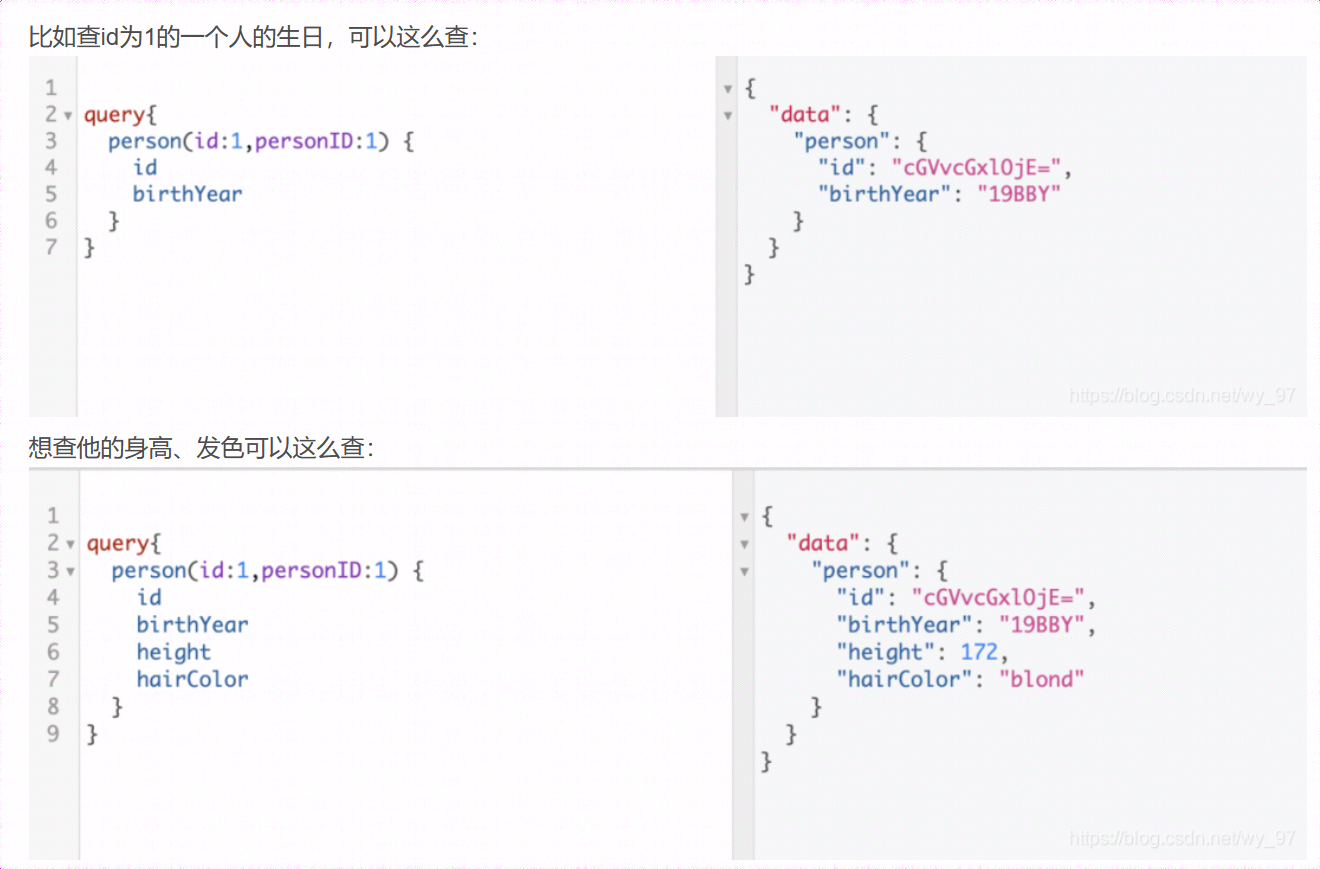 比如查id为1的一个人的生日，可以这么查：
1
2 query{
3 person(id:1,personID:1) {
4 id
5 birthYear
6 }
7 }
{
"data": {
"person": {
"id": "cGVvcGxlOjE=",
"birthYear": "19BBY"
}
}
}
https://blog.csdn.net/wy_97
想查他的身高、发色可以这么查：
1
2 query{
3 person(id:1,personID:1) {
4 id
5 birthYear
6 height
7 hairColor
8 }
9 }
{
"data": {
"person": {
"id": "cGVvcGxlOjE=",
"birthYear": "19BBY",
"height": 172,
"hairColor": "blond"
}
}
}
https://blog.csdn.net/wy_97